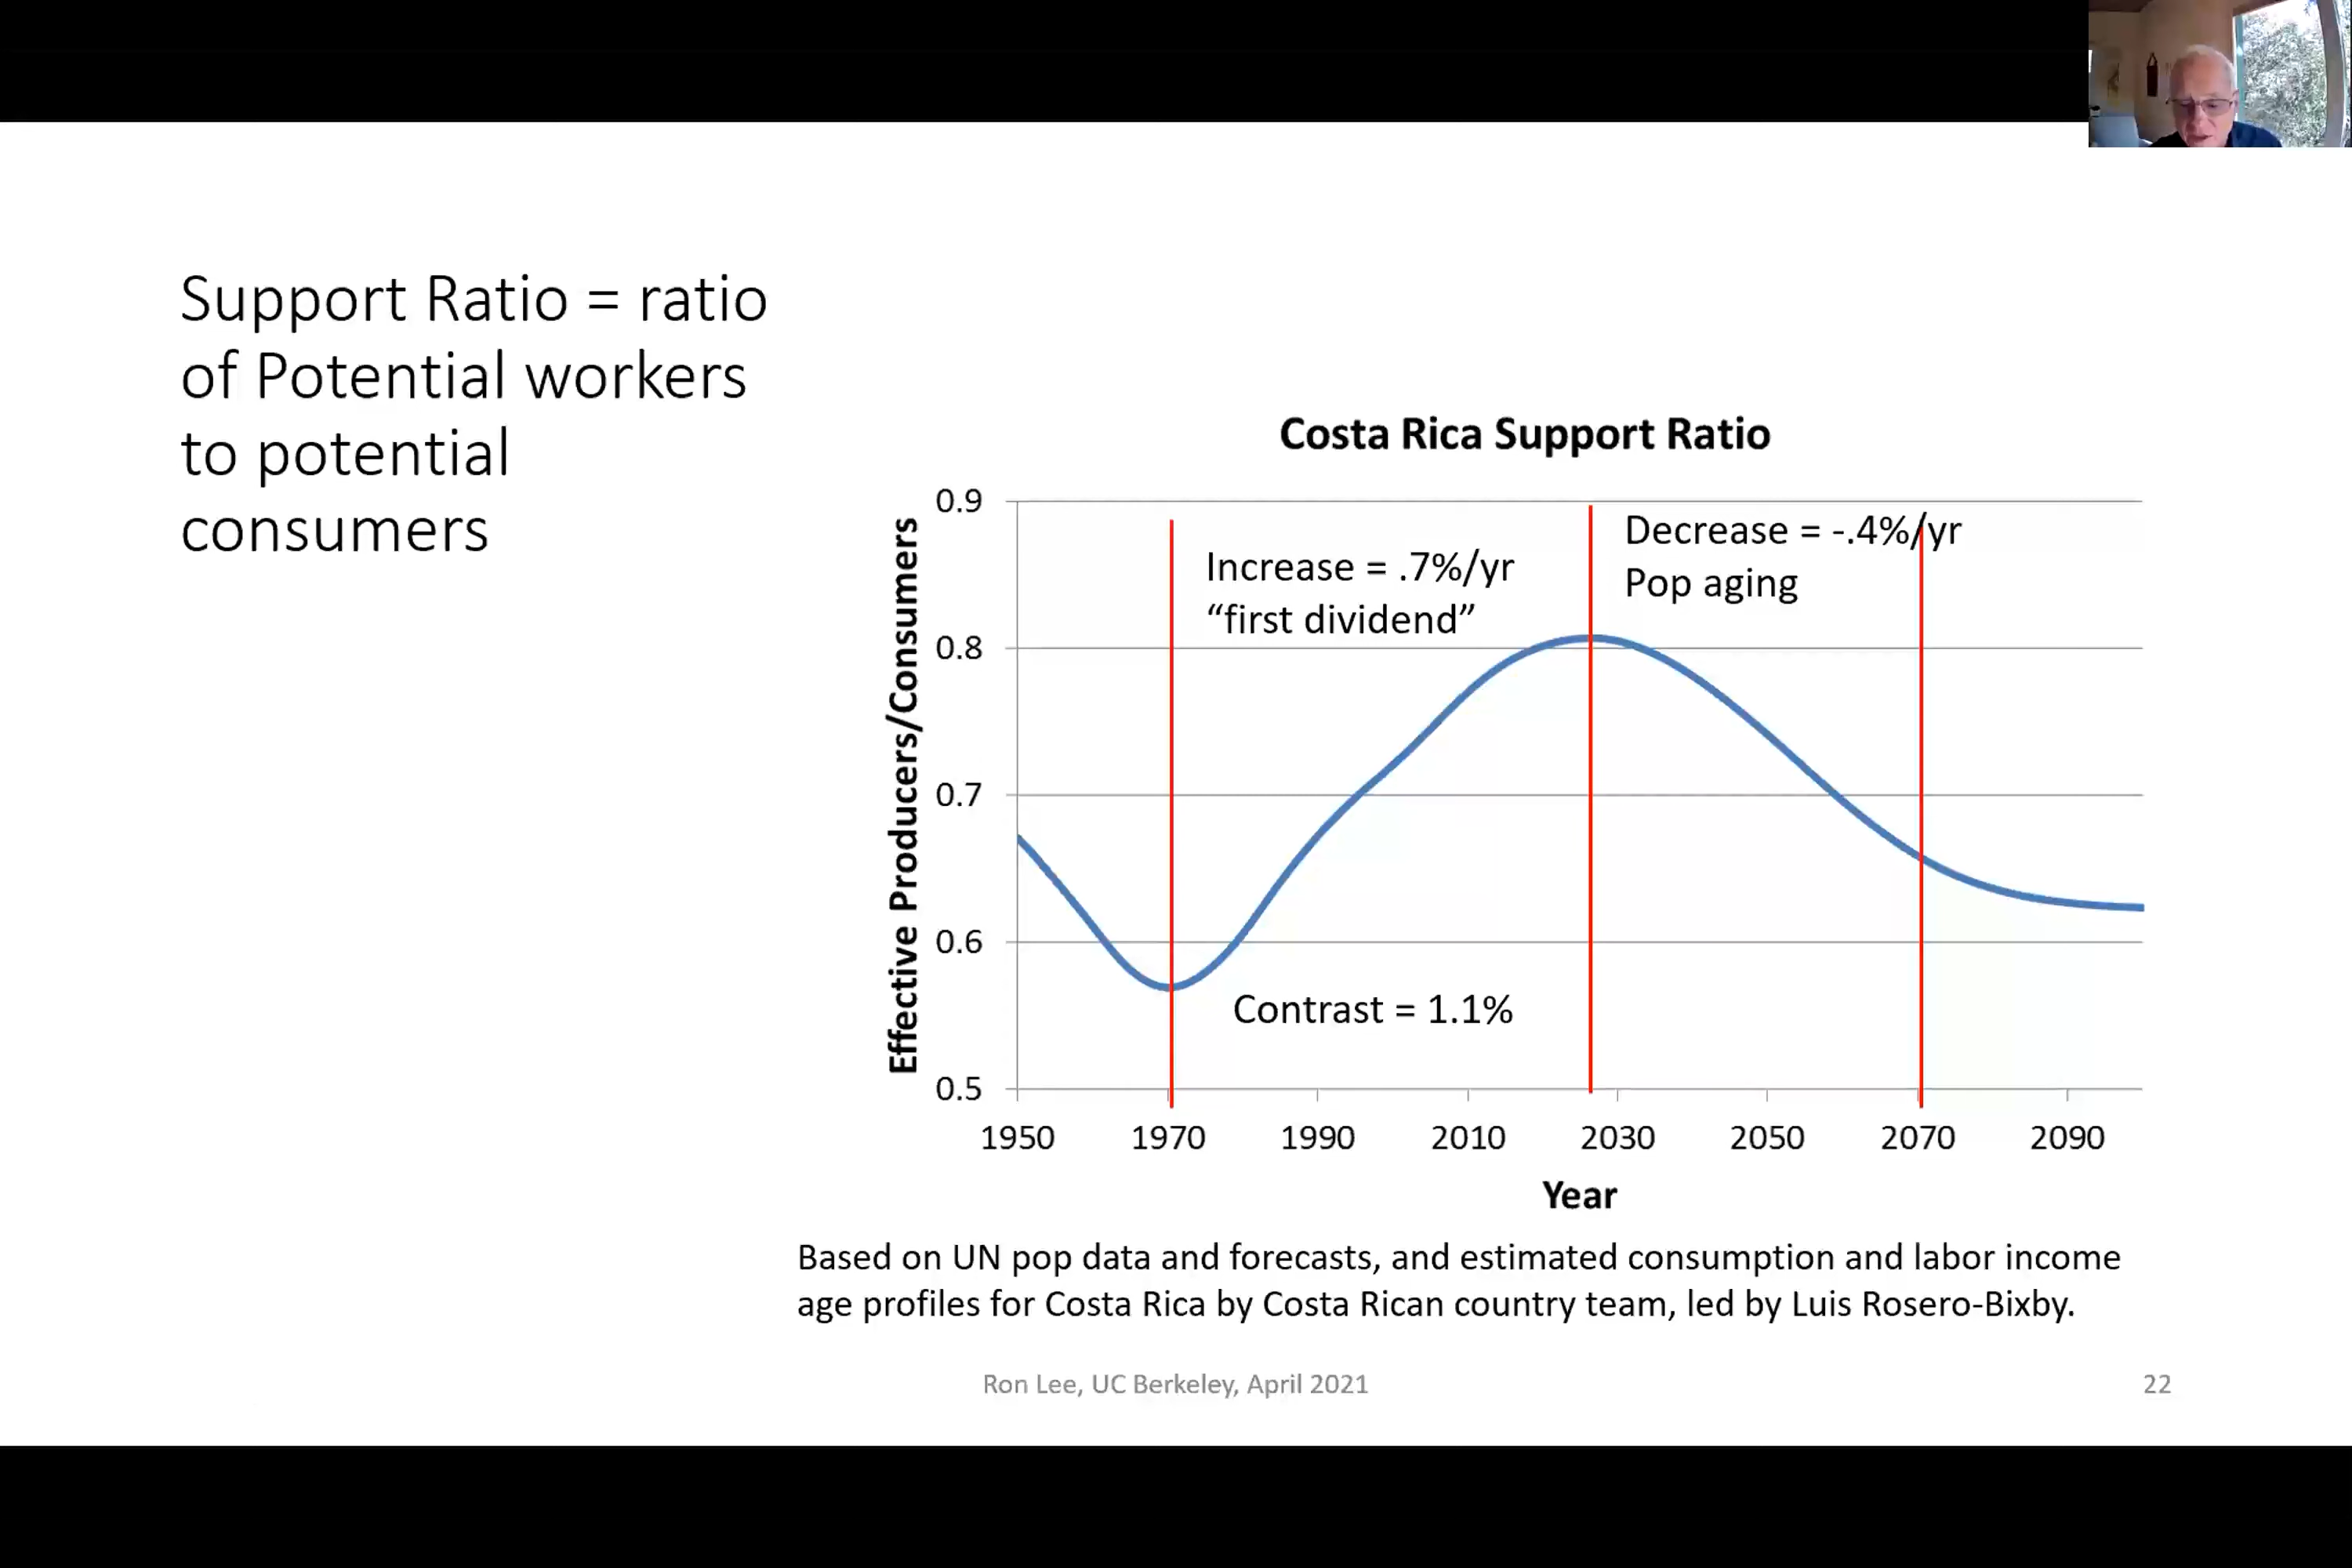 Support Ratio = ratio
of Potential workers
to potential
consumers
Costa Rica Support Ratio
Effective Producers/Consumers
0.9
0.8
0.7
0.6
0.5
Increase = .7%/yr
“first dividend”
Decrease = -.4%/yr
Pop aging
Contrast = 1.1%
1950 1970 1990 2010 2030 2050 2070 2090
Year
Based on UN pop data and forecasts, and estimated consumption and labor income
age profiles for Costa Rica by Costa Rican country team, led by Luis Rosero-Bixby.
Ron Lee, UC Berkeley, April 2021
22